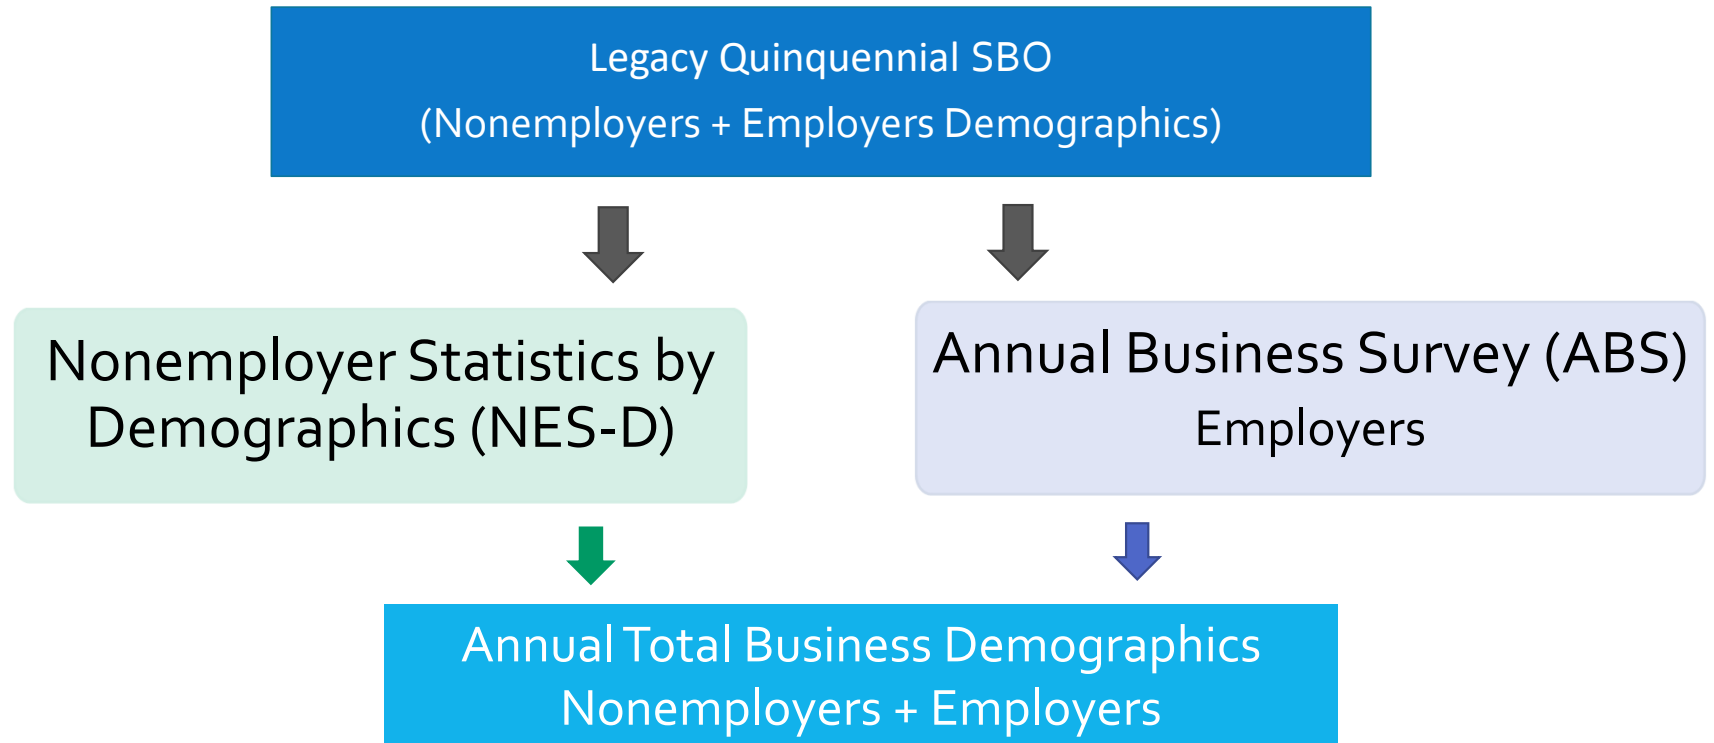 Legacy Quinquennial SBO
(Nonemployers + Employers Demographics)
Nonemployer Statistics by
Demographics (NES-D)
Annual Business Survey (ABS)
Employers
Annual Total Business Demographics
Nonemployers + Employers